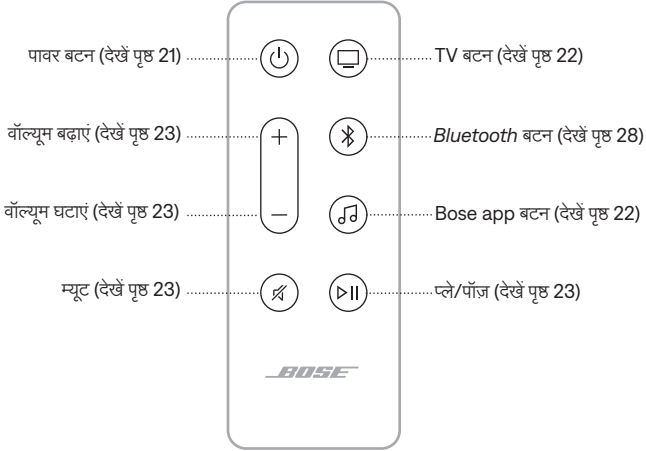 पावर बटन (देखें पृष्ठ 21)
TV बटन (देखें पृष्ठ 22)
वॉल्यूम बढ़ाएं (देखें पृष्ठ 23)
Bluetooth बटन (देखें पृष्ठ 28)
वॉल्यूम घटाएं (देखें पृष्ठ 23)
Bose app बटन (देखें पृष्ठ 22)
म्यूट (देखें पृष्ठ 23)
प्ले/पॉज़ (देखें पृष्ठ 23)
BOSE